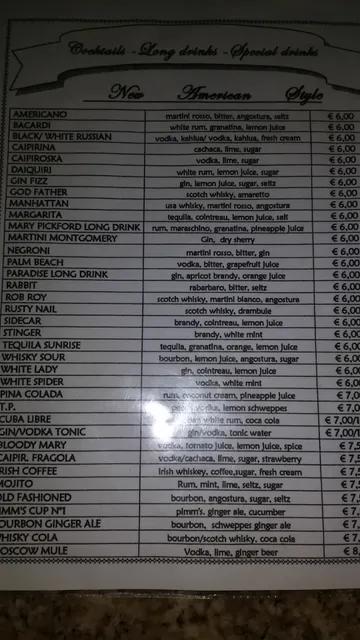 Cocktails - Long drinks - Special drinks
New American Style
AMERICANO martini rosso, bitter, angostura, seltz € 6,00
BACARDI white rum, granatina, lemon juice € 6,00
BLACK/ WHITE RUSSIAN vodka, kahlua/ vodka, kahlua, fresh cream € 6,00
CAIPIRINA cachaca, lime, sugar € 6,00
CAIPIROSKA vodka, lime, sugar € 6,00
DAIQUIRI white rum, lemon juice, sugar € 6,00
GIN FIZZ gin, lemon juice, sugar, seltz € 6,00
GOD FATHER scotch whisky, amaretto € 6,00
MANHATTAN usa whisky, martini rosso, angostura € 6,00
MARGARITA tequila, cointreau, lemon juice, salt € 6,00
MARY PICKFORD LONG DRINK rum, maraschino, granatina, pineapple juice € 6,00
MARTINI MONTGOMERY Gin, dry sherry € 6,00
NEGRONI martini rosso, bitter, gin € 6,00
PALM BEACH vodka, bitter, grapefruit juice € 6,00
PARADISE LONG DRINK gin, apricot brandy, orange juice € 6,00
RABBIT rabarbaro, bitter, seltz € 6,00
ROB ROY scotch whisky, martini bianco, angostura € 6,00
RUSTY NAIL scotch whisky, drambuie € 6,00
SIDECAR brandy, cointreau, lemon juice € 6,00
STINGER brandy, white mint € 6,00
TEQUILA SUNRISE tequila, granatina, orange, lemon juice € 6,00
WHISKY SOUR bourbon, lemon juice, angostura, sugar € 6,00
WHITE LADY gin, cointreau, lemon juice € 6,00
WHITE SPIDER vodka, white mint € 6,00
PINA COLADA rum, coconut cream, pineapple juice € 7,0
T.P. vodka, lemon schweppes € 7,0
CUBA LIBRE white rum, coca cola € 7,00/1
GIN/VODKA TONIC gin/vodka, tonic water € 7,00/1
BLOODY MARY vodka, tomato juice, lemon juice, spice € 7,5
CAIPIR. FRAGOLA vodka/cachaca, lime, sugar, strawberry € 7,5
IRISH COFFEE Irish whiskey, coffee,sugar, fresh cream € 7,5
MOJITO Rum, mint, lime, seltz, sugar € 7,5
OLD FASHIONED bourbon, angostura, sugar, seltz € 7,
IMM'S CUP N°1 pimm's, ginger ale, cucumber € 7,
OURBON GINGER ALE bourbon, schweppes ginger ale € 7,
WHISKY COLA bourbon/scotch whisky, coca cola € 7,
OSCOW MULE Vodka, lime, ginger beer € 8,